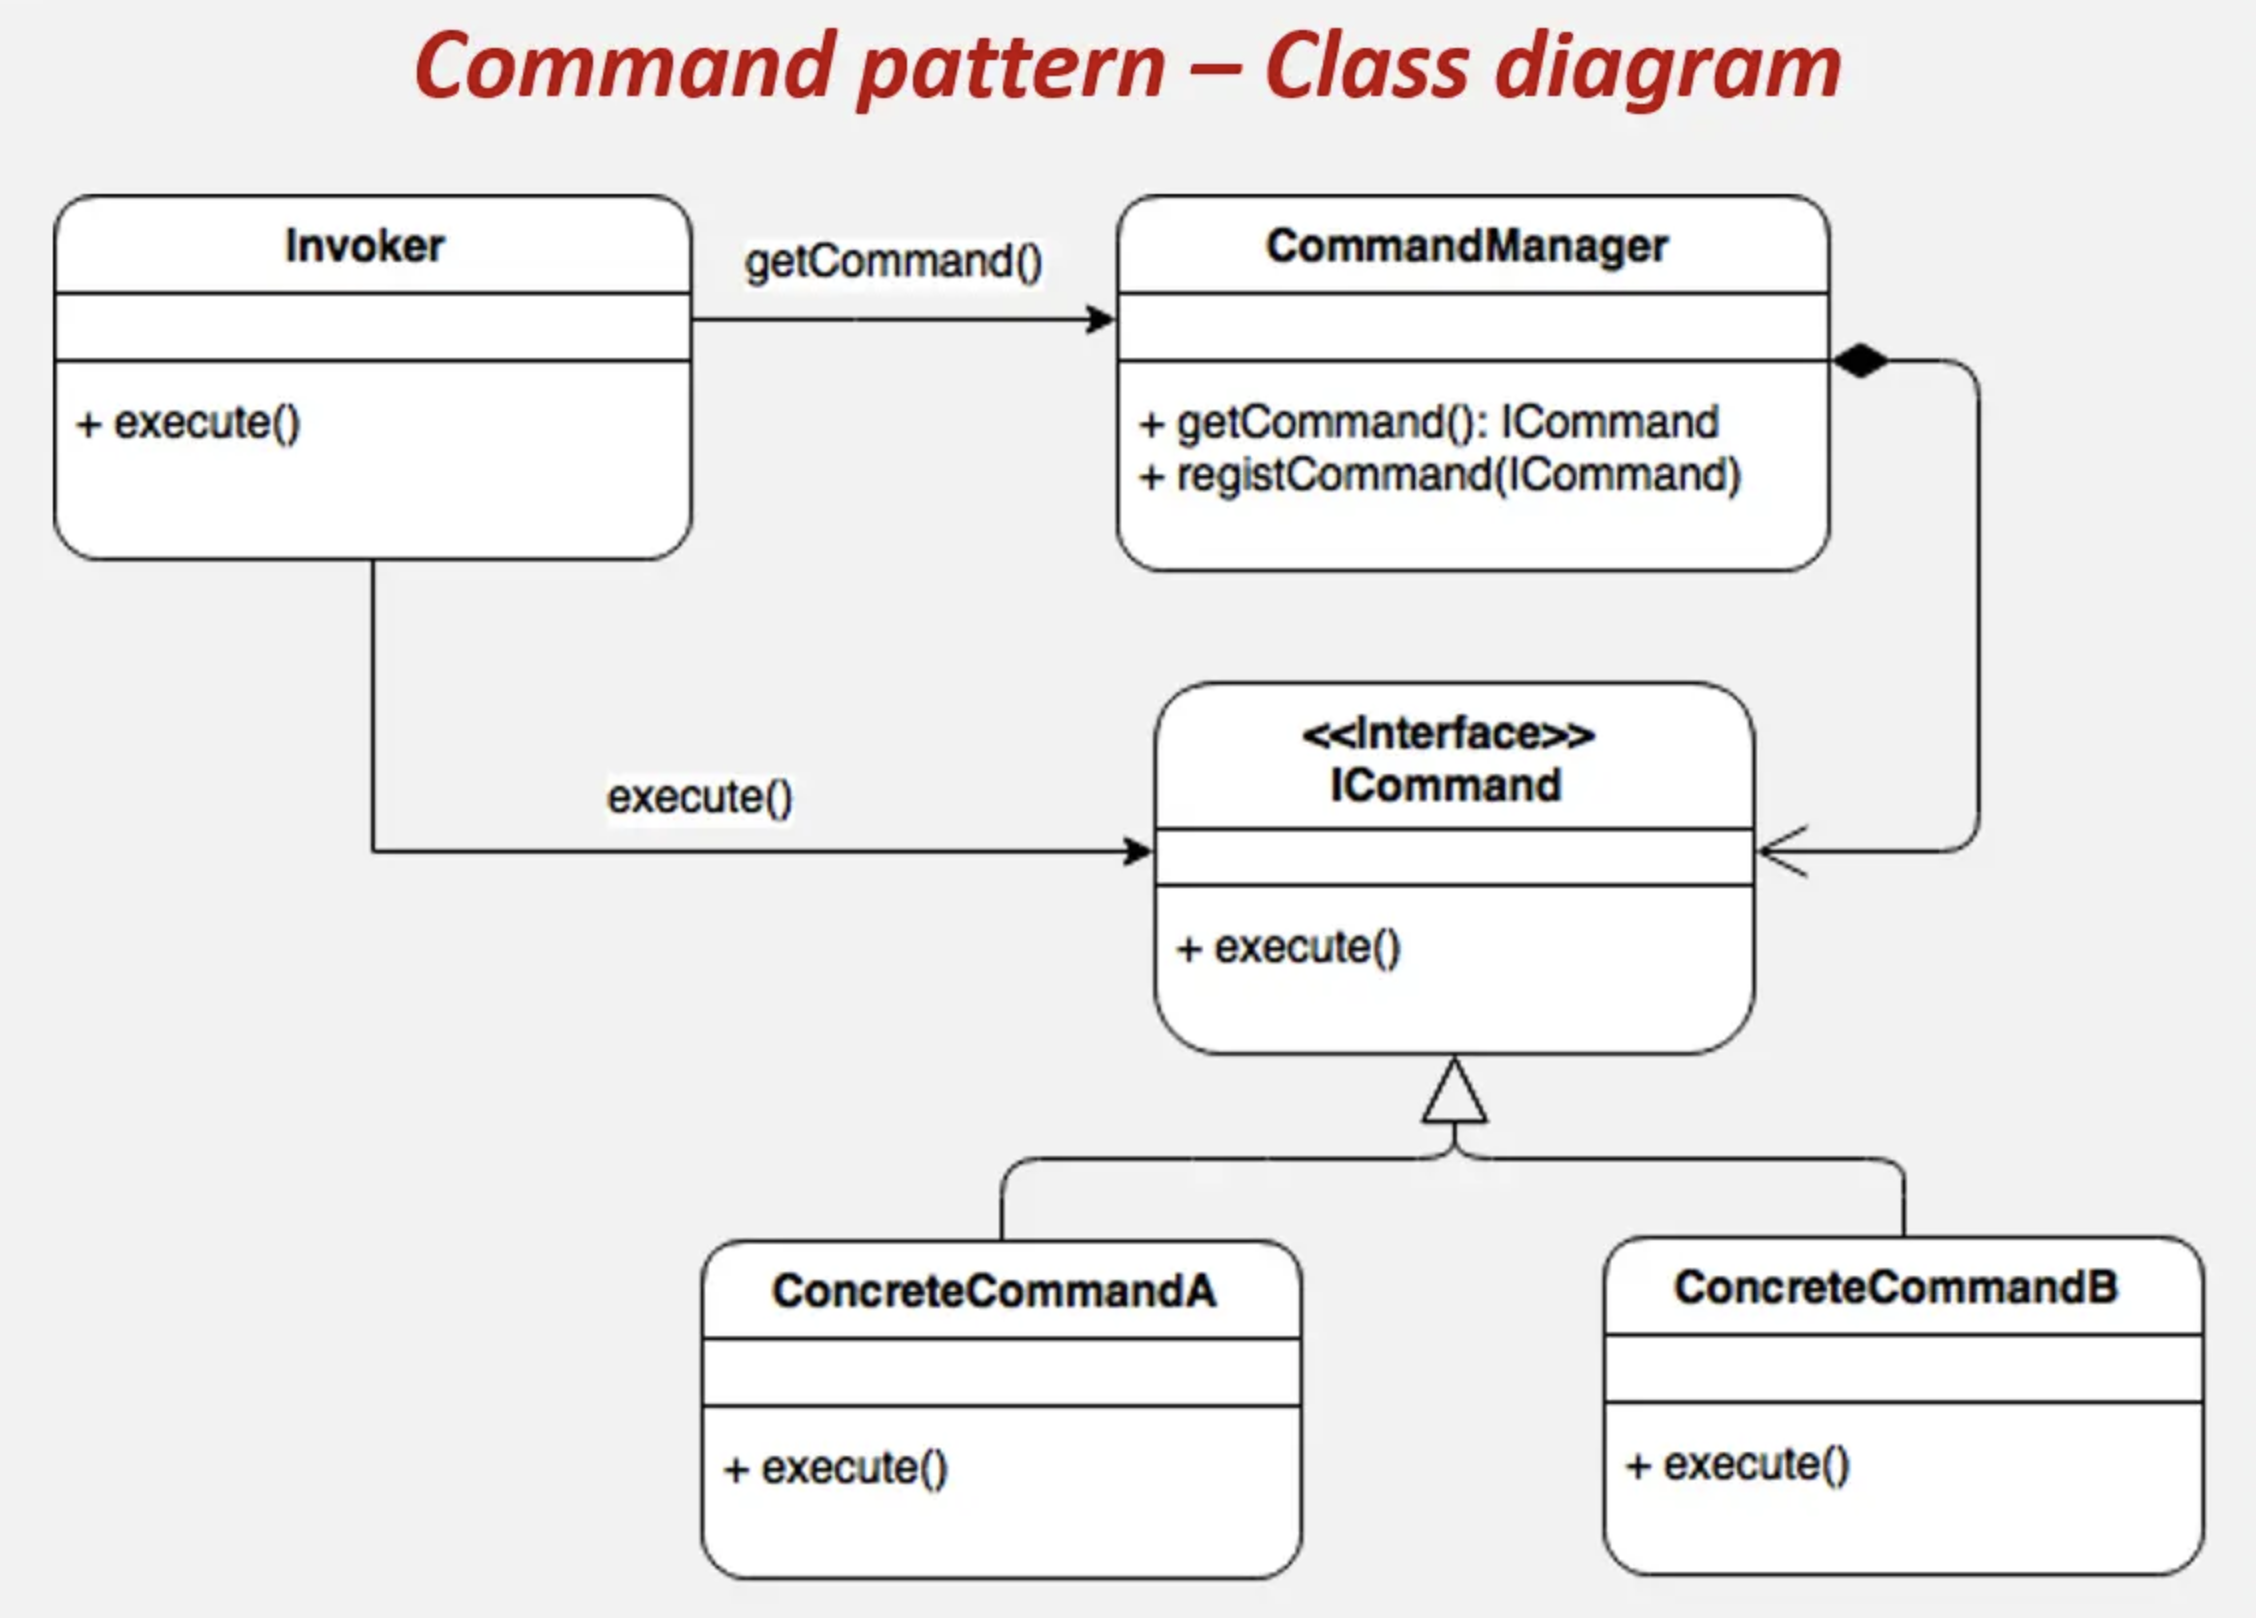 Command pattern – Class diagram
Invoker
+ execute()
getCommand()
CommandManager
+ getCommand(): ICommand
+ registCommand(ICommand)
execute()
<<Interface>>
ICommand
+ execute()
ConcreteCommandA
+ execute()
ConcreteCommandB
+ execute()